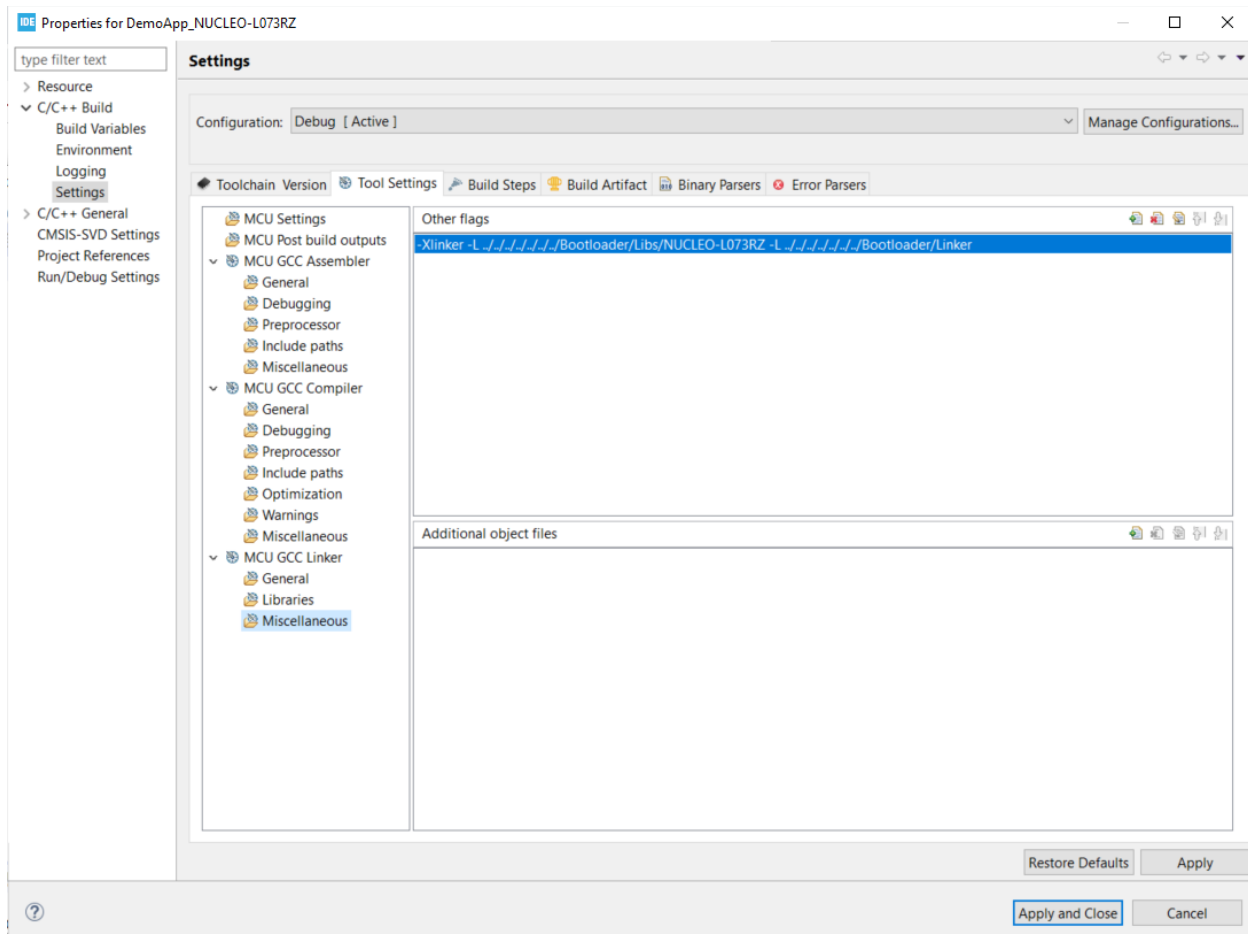 IDE Properties for DemoApp_NUCLEO-L073RZ
type filter text
Resource
C/C++ Build
Build Variables
Environment
Logging
Settings
C/C++ General
CMSIS-SVD Settings
Project References
Run/Debug Settings
Settings
Configuration: Debug [ Active ] Manage Configurations...
Toolchain Version Tool Settings Build Steps Build Artifact Binary Parsers Error Parsers
MCU Settings
MCU Post build outputs
MCU GCC Assembler
General
Debugging
Preprocessor
Include paths
Miscellaneous
MCU GCC Compiler
General
Debugging
Preprocessor
Include paths
Optimization
Warnings
Miscellaneous
MCU GCC Linker
General
Libraries
Miscellaneous
Other flags
-Xlinker -L ../../../../../../../Bootloader/Libs/NUCLEO-L073RZ -L ../../../../../../../Bootloader/Linker
Additional object files
Restore Defaults Apply
? Apply and Close Cancel